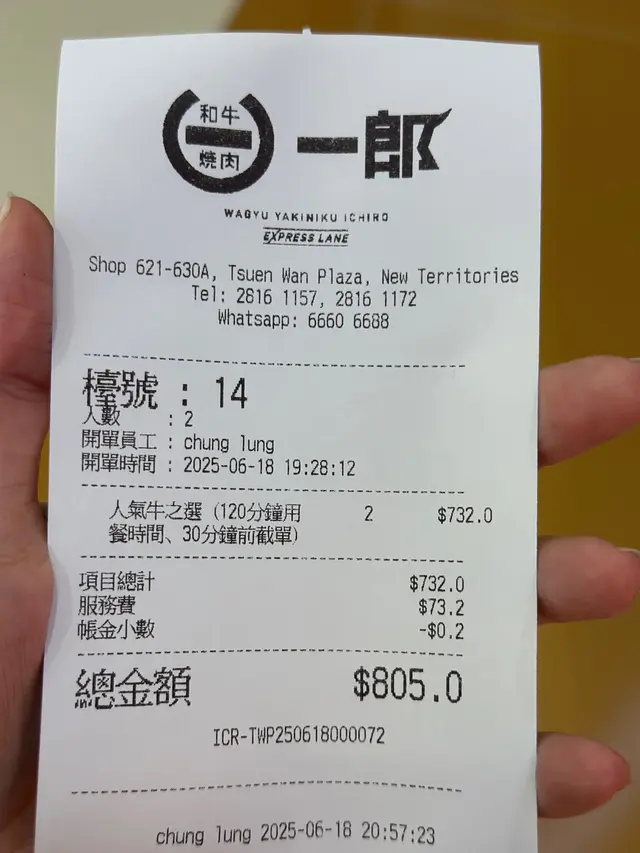 和牛
燒肉
一郎
WAGYU YAKINIKU ICHIRO
EXPRESS LANE
Shop 621-630A, Tsuen Wan Plaza, New Territories
Tel: 2816 1157, 2816 1172
Whatsapp: 6660 6688
檯號 : 14
人數 : 2
開單員工 : chung lung
開單時間 : 2025-06-18 19:28:12
人氣牛之選 (120分鐘用 2 $732.0
餐時間、30分鐘前截單)
項目總計 $732.0
服務費 $73.2
帳金小數 -$0.2
總金額 $805.0
ICR-TWP250618000072
chung lung 2025-06-18 20:57:23